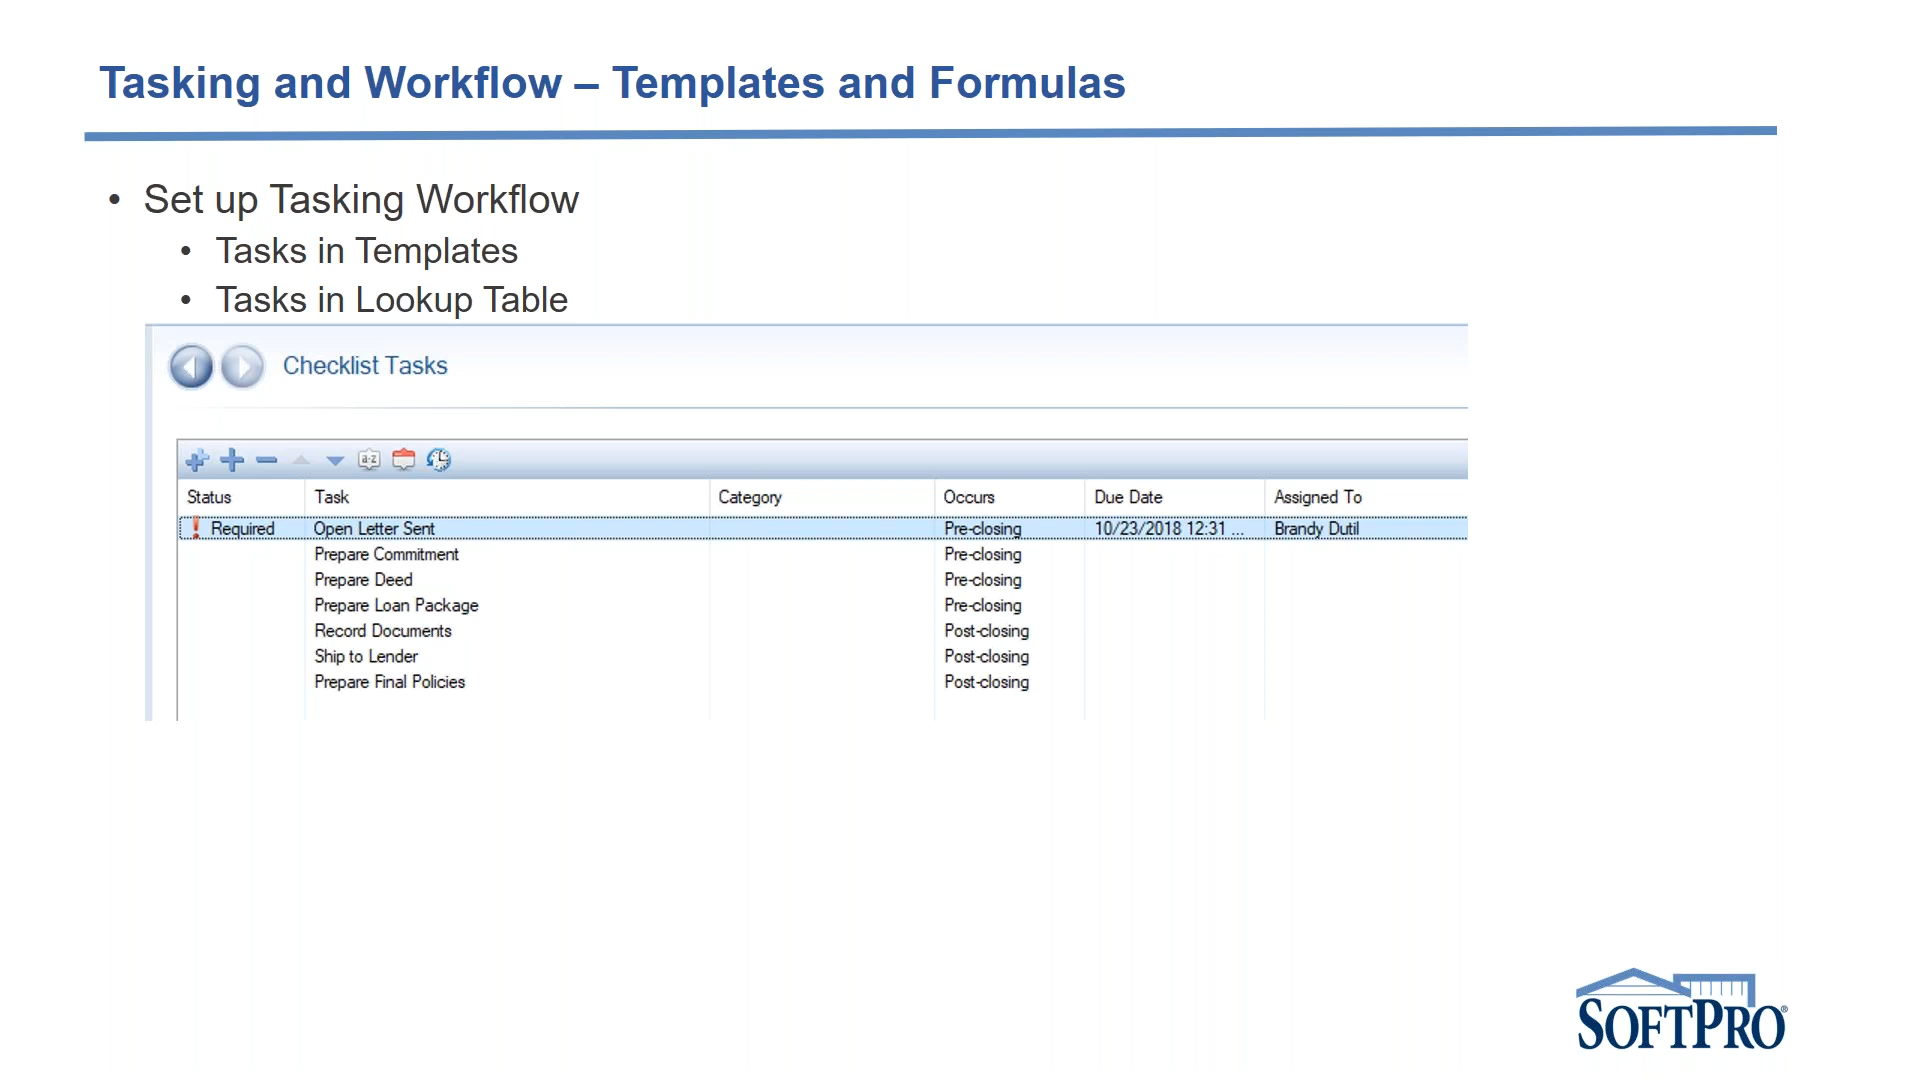 Tasking and Workflow – Templates and Formulas
• Set up Tasking Workflow
• Tasks in Templates
• Tasks in Lookup Table
Checklist Tasks
a-z
Status Task Category Occurs Due Date Assigned To
! Required Open Letter Sent Pre-closing 10/23/2018 12:31 ... Brandy Dutil
Prepare Commitment Pre-closing
Prepare Deed Pre-closing
Prepare Loan Package Pre-closing
Record Documents Post-closing
Ship to Lender Post-closing
Prepare Final Policies Post-closing
SOFTPRO®